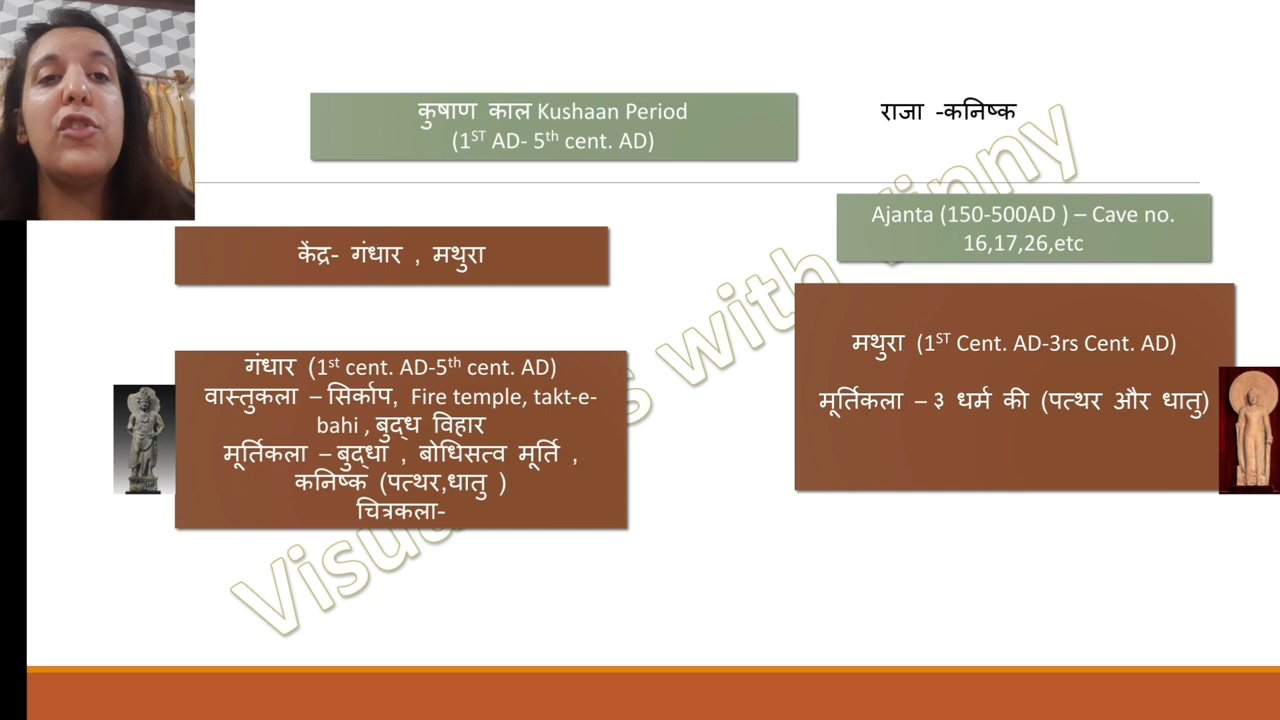 कुषाण काल Kushaan Period
(1ST AD- 5th cent. AD)
राजा -कनिष्क
Ajanta (150-500AD ) – Cave no.
16,17,26,etc
केंद्र- गंधार , मथुरा
गंधार (1st cent. AD-5th cent. AD)
वास्तुकला – सिर्काप, Fire temple, takt-e-
bahi , बुद्ध विहार
मूर्तिकला – बुद्धा , बोधिसत्व मूर्ति ,
कनिष्क (पत्थर,धातु )
चित्रकला-
मथुरा (1ST Cent. AD-3rs Cent. AD)
मूर्तिकला – ३ धर्म की (पत्थर और धातु)
with